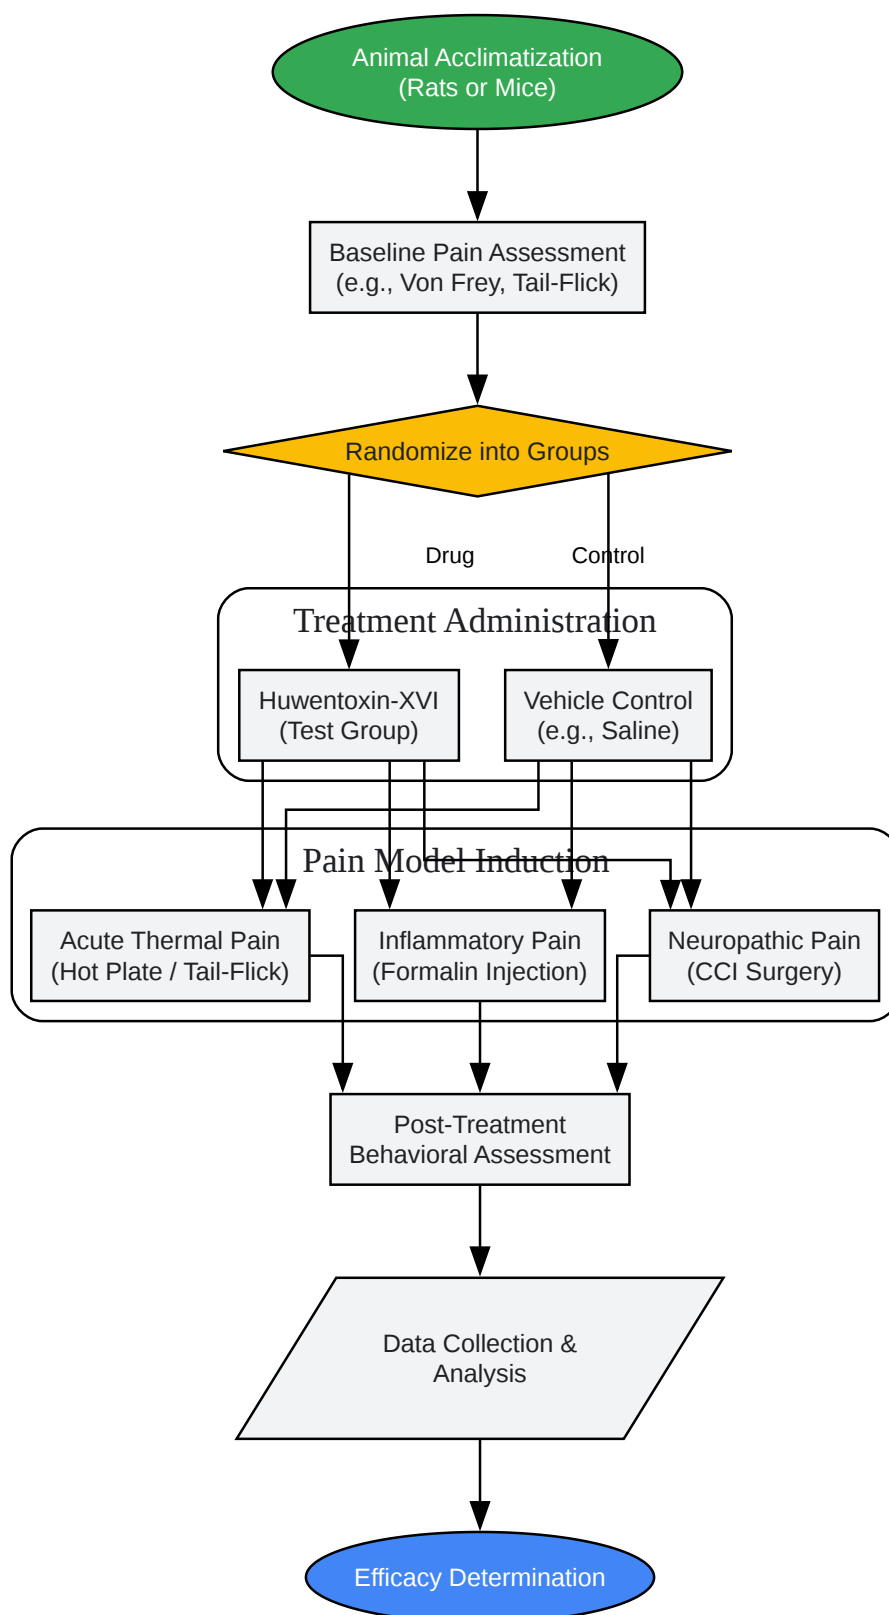 Animal Acclimatization
(Rats or Mice)
Baseline Pain Assessment
(e.g., Von Frey, Tail-Flick)
Randomize into Groups
Drug
Control
Treatment Administration
Huwentoxin-XVI
(Test Group)
Vehicle Control
(e.g., Saline)
Pain Model Induction
Acute Thermal Pain
(Hot Plate / Tail-Flick)
Inflammatory Pain
(Formalin Injection)
Neuropathic Pain
(CCI Surgery)
Post-Treatment
Behavioral Assessment
Data Collection &
Analysis
Efficacy Determination